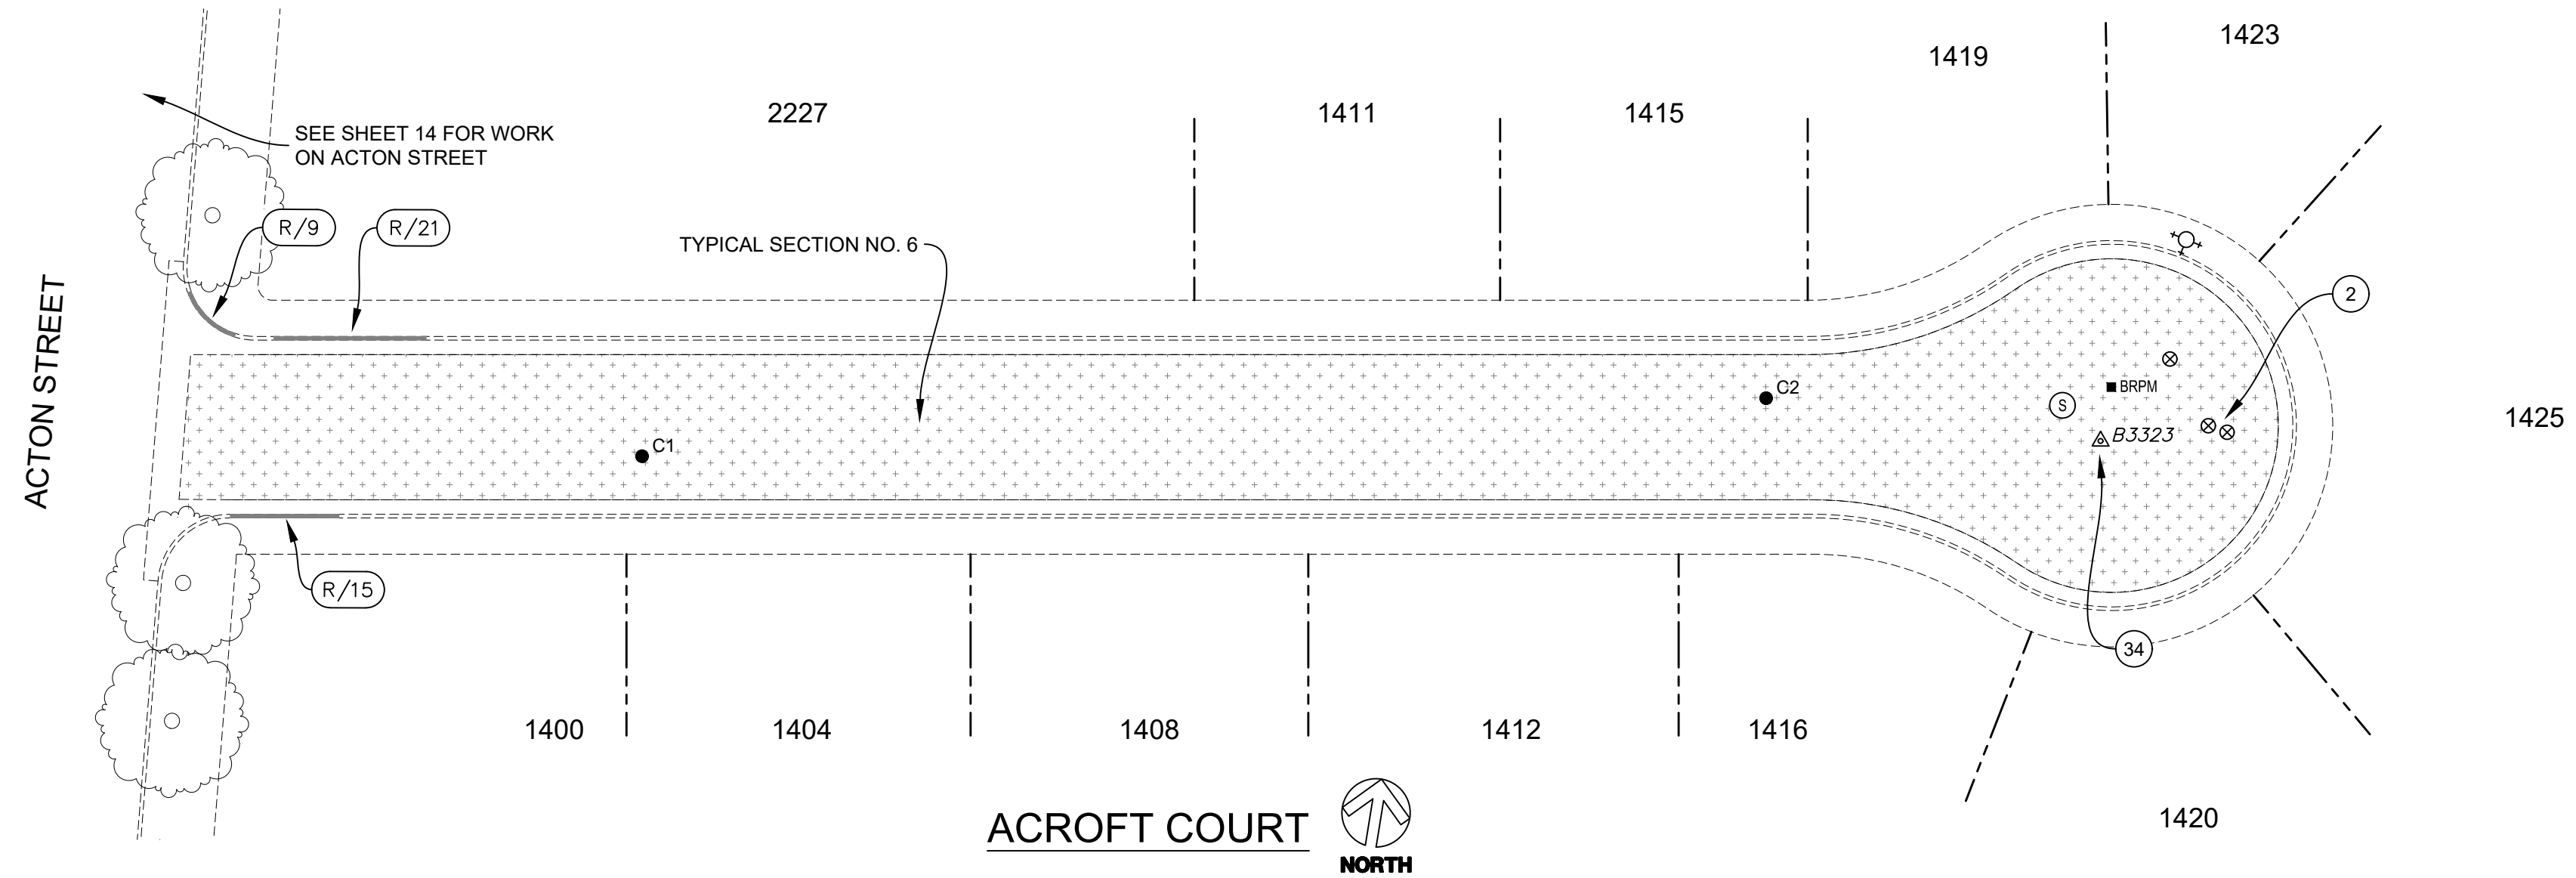 1423
1419
2227
1411
1415
SEE SHEET 14 FOR WORK
ON ACTON STREET
R/9
R/21
TYPICAL SECTION NO. 6
2
ACTON STREET
C2
BRPM
S
1425
C1
B3323
R/15
34
1400
1404
1408
1412
1416
1420
ACROFT COURT
NORTH